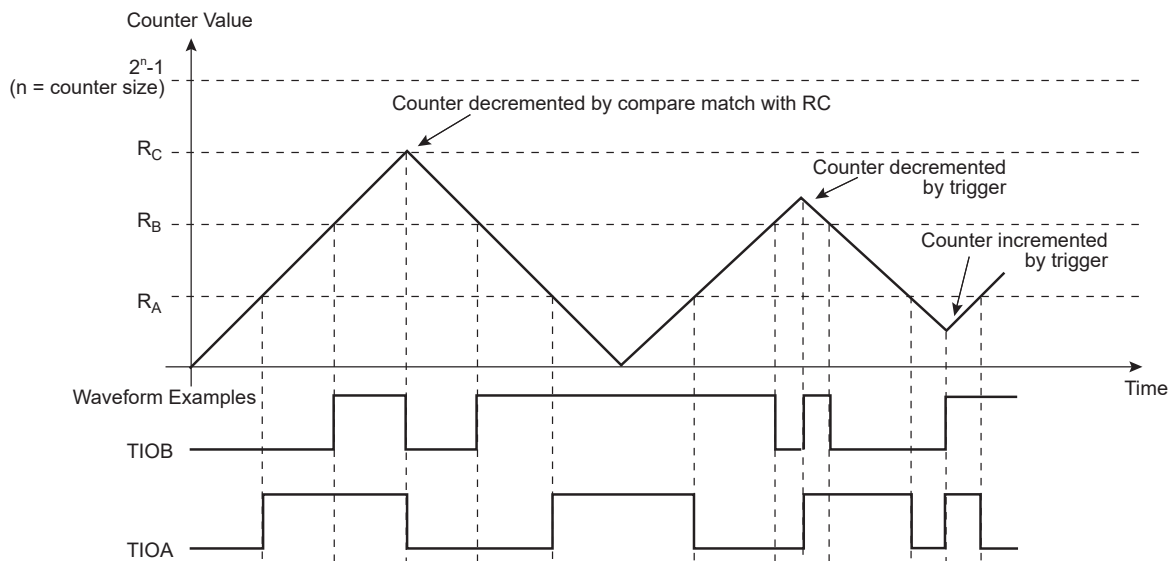 Counter Value
2ⁿ-1
(n = counter size)
Counter decremented by compare match with RC
R_C
Counter decremented
by trigger
R_B
Counter incremented
by trigger
R_A
Time
Waveform Examples
TIOB
TIOA